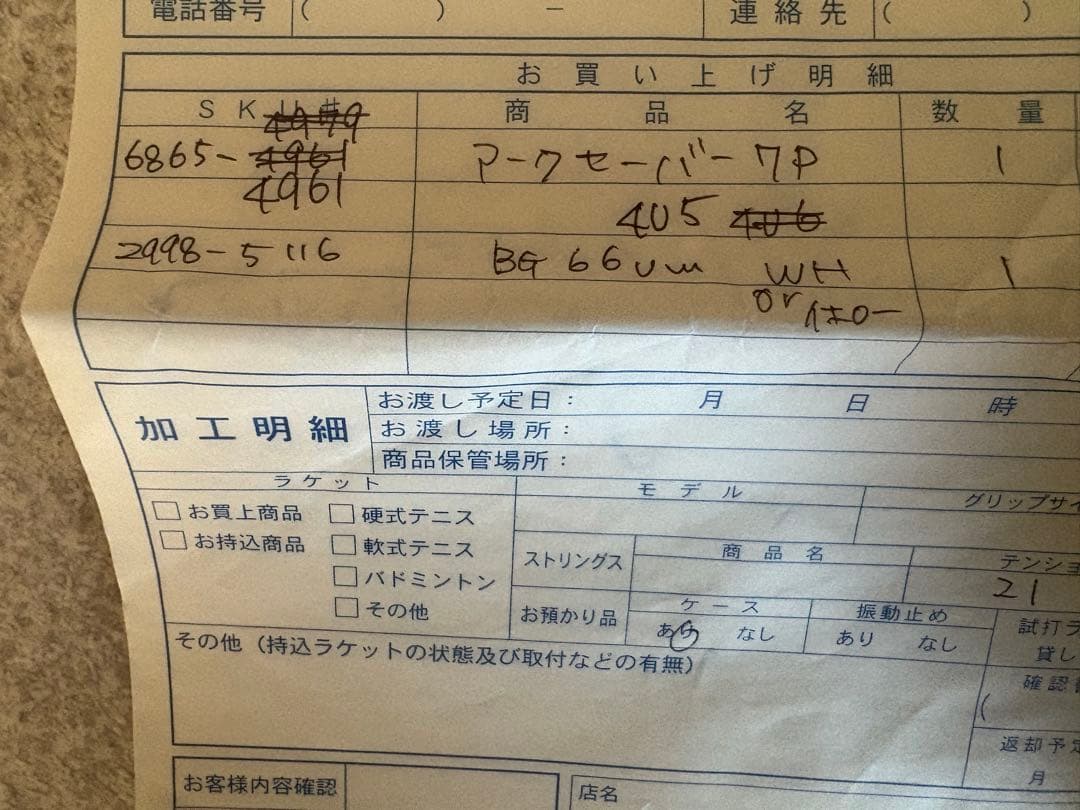 電話番号 ( ) － 連絡先 ( )
お買い上げ明細
ＳＫＵ＃ 商品名 数量
4979
6865-4961 アークセーバー 7P 1
4961
405 406
2998-5116 BG66um WH 1
or イエロー
加工明細 お渡し予定日： 月 日 時
お渡し場所：
商品保管場所：
ラケット モデル グリップサイ
□お買上商品 □硬式テニス
□お持込商品 □軟式テニス
□バドミントン
□その他
ストリングス 商品名 テンショ
21
お預かり品 ケース 振動止め 試打ラ
あり なし あり なし 貸し
その他（持込ラケットの状態及び取付などの有無）
確認
(
返却予定
月
お客様内容確認 店名